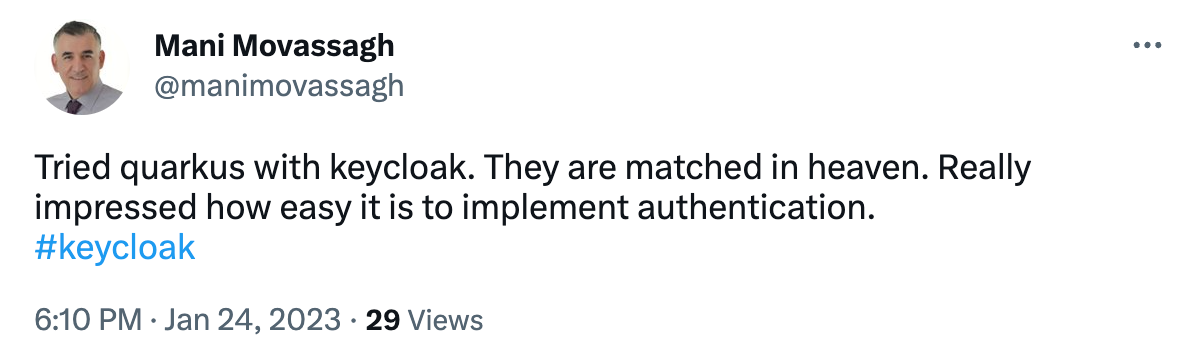 Mani Movassagh
@manimovassagh
Tried quarkus with keycloak. They are matched in heaven. Really
impressed how easy it is to implement authentication.
#keycloak
6:10 PM · Jan 24, 2023 · 29 Views